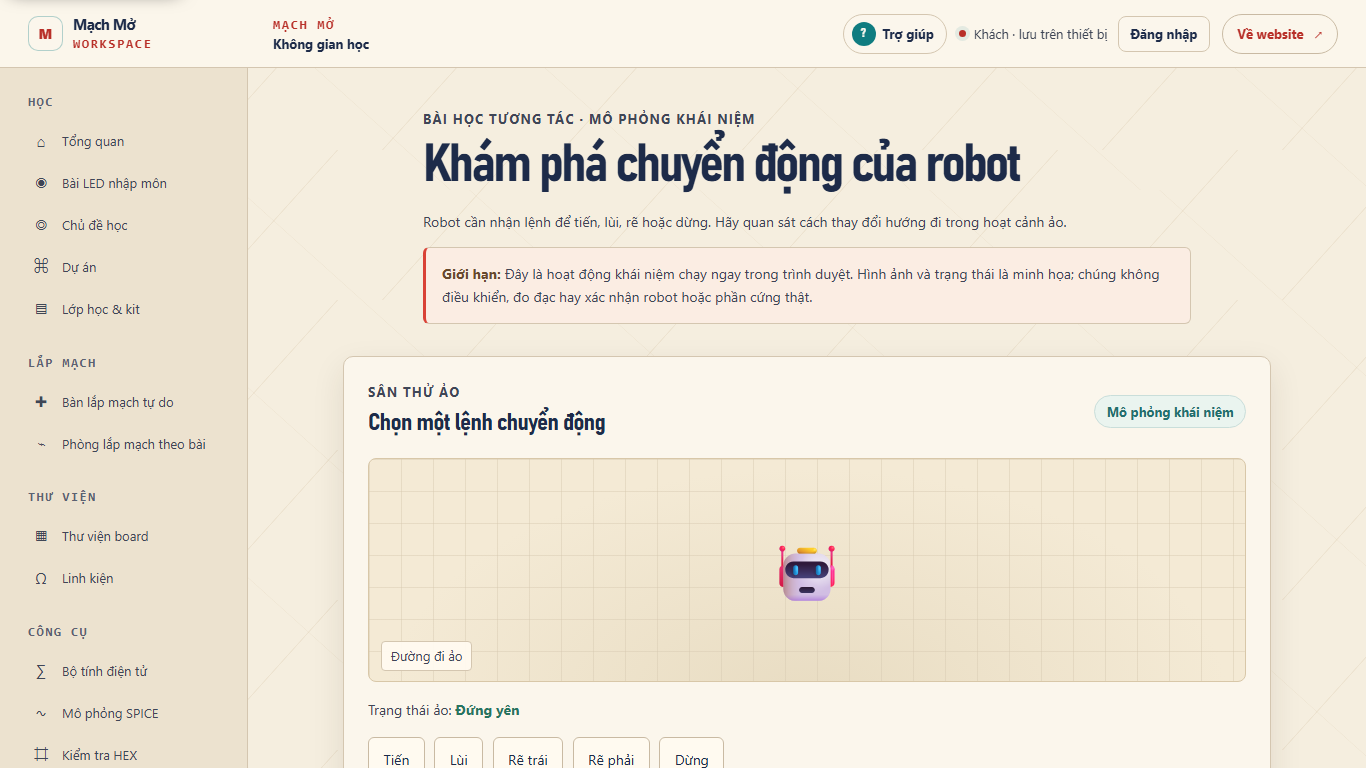 M
Mạch Mở
WORKSPACE
MẠCH MỞ
Không gian học
? Trợ giúp
Khách · lưu trên thiết bị
Đăng nhập
Về website ↗
HỌC
Tổng quan
Bài LED nhập môn
Chủ đề học
Dự án
Lớp học & kit
LẮP MẠCH
Bàn lắp mạch tự do
Phòng lắp mạch theo bài
THƯ VIỆN
Thư viện board
Linh kiện
CÔNG CỤ
Bộ tính điện tử
Mô phỏng SPICE
Kiểm tra HEX
BÀI HỌC TƯƠNG TÁC · MÔ PHỎNG KHÁI NIỆM
Khám phá chuyển động của robot
Robot cần nhận lệnh để tiến, lùi, rẽ hoặc dừng. Hãy quan sát cách thay đổi hướng đi trong hoạt cảnh ảo.
Giới hạn: Đây là hoạt động khái niệm chạy ngay trong trình duyệt. Hình ảnh và trạng thái là minh họa; chúng không
điều khiển, đo đạc hay xác nhận robot hoặc phần cứng thật.
SÂN THỬ ẢO
Chọn một lệnh chuyển động
Mô phỏng khái niệm
Đường đi ảo
Trạng thái ảo: Đứng yên
Tiến
Lùi
Rẽ trái
Rẽ phải
Dừng